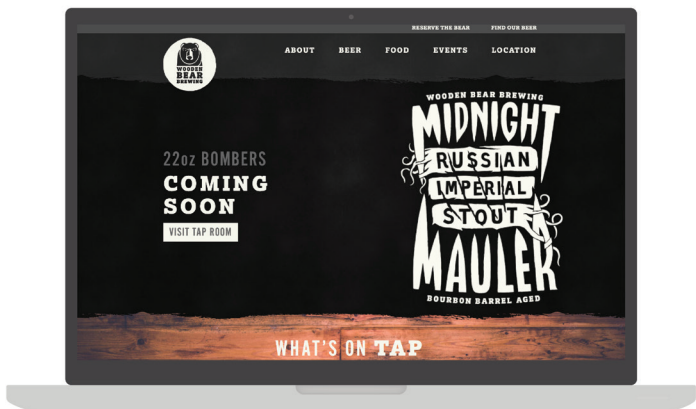 RESERVE THE BEAR FIND OUR BEER
WOODEN
BEAR
BREWING
ABOUT BEER FOOD EVENTS LOCATION
22oz BOMBERS
COMING
SOON
VISIT TAP ROOM
WOODEN BEAR BREWING
MIDNIGHT
RUSSIAN
IMPERIAL
STOUT
MAULER
BOURBON BARREL AGED
WHAT'S ON TAP